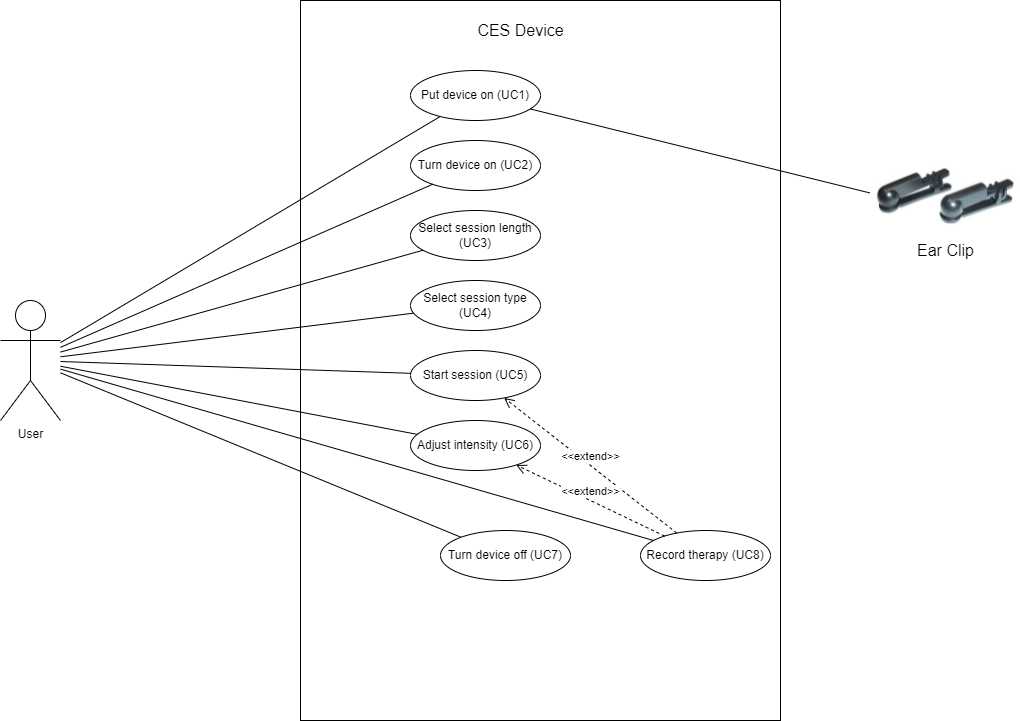 CES Device
Put device on (UC1)
Turn device on (UC2)
Select session length
(UC3)
Ear Clip
Select session type
(UC4)
Start session (UC5)
User
Adjust intensity (UC6)
<<extend>>
<<extend>>
Turn device off (UC7)
Record therapy (UC8)